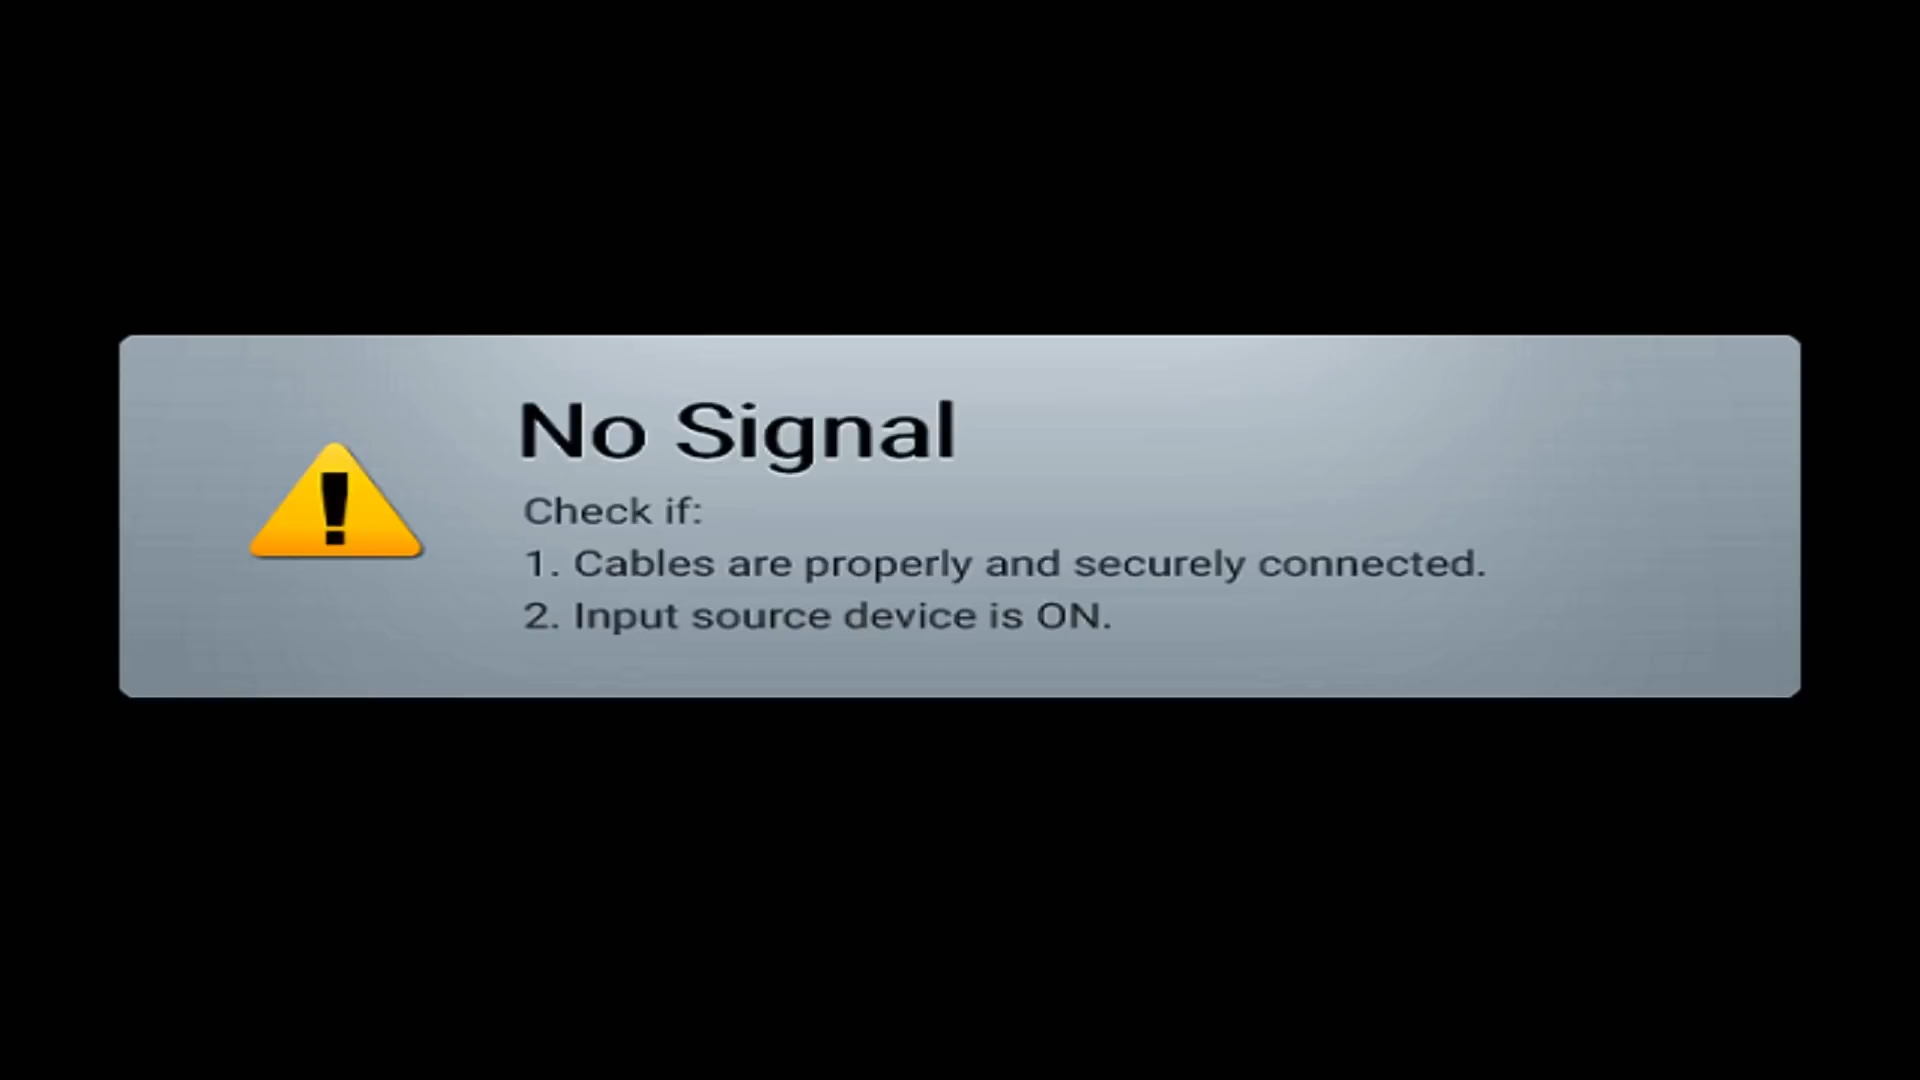 No Signal
Check if:
1. Cables are properly and securely connected.
2. Input source device is ON.